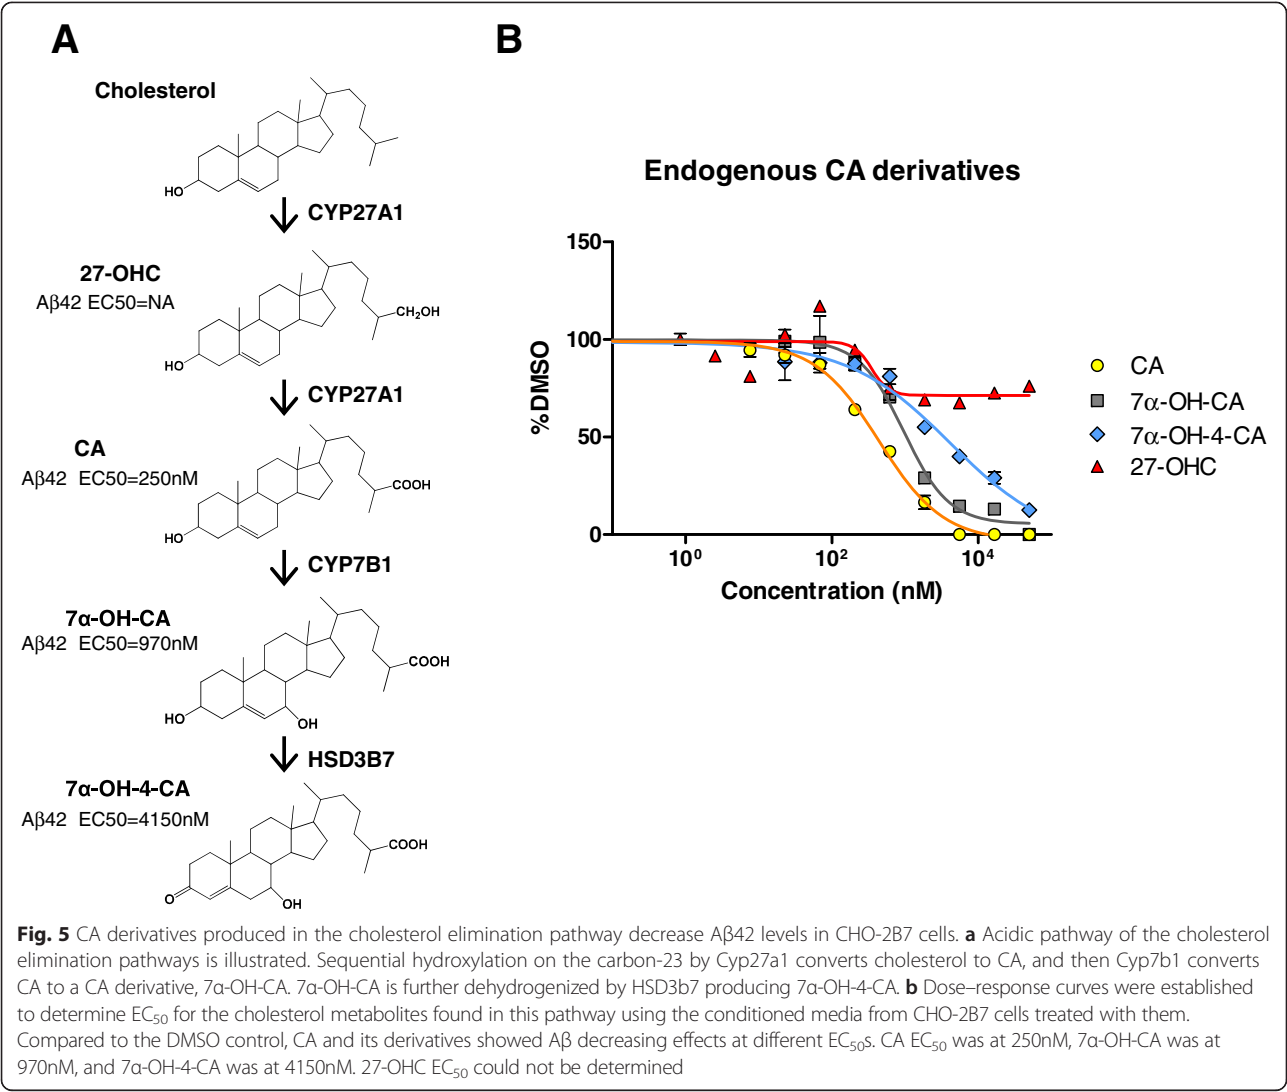 A
Cholesterol
HO
CYP27A1
27-OHC
Aβ42 EC50=NA
CH₂OH
HO
CYP27A1
CA
Aβ42 EC50=250nM
COOH
HO
CYP7B1
7α-OH-CA
Aβ42 EC50=970nM
COOH
HO
OH
HSD3B7
7α-OH-4-CA
Aβ42 EC50=4150nM
COOH
O
OH
B
Endogenous CA derivatives
%DMSO
150
100
50
0
10⁰
10²
10⁴
Concentration (nM)
CA
7α-OH-CA
7α-OH-4-CA
27-OHC
Fig. 5 CA derivatives produced in the cholesterol elimination pathway decrease Aβ42 levels in CHO-2B7 cells. a Acidic pathway of the cholesterol
elimination pathways is illustrated. Sequential hydroxylation on the carbon-23 by Cyp27a1 converts cholesterol to CA, and then Cyp7b1 converts
CA to a CA derivative, 7α-OH-CA. 7α-OH-CA is further dehydrogenized by HSD3b7 producing 7α-OH-4-CA. b Dose–response curves were established
to determine EC₅₀ for the cholesterol metabolites found in this pathway using the conditioned media from CHO-2B7 cells treated with them.
Compared to the DMSO control, CA and its derivatives showed Aβ decreasing effects at different EC₅₀s. CA EC₅₀ was at 250nM, 7α-OH-CA was at
970nM, and 7α-OH-4-CA was at 4150nM. 27-OHC EC₅₀ could not be determined